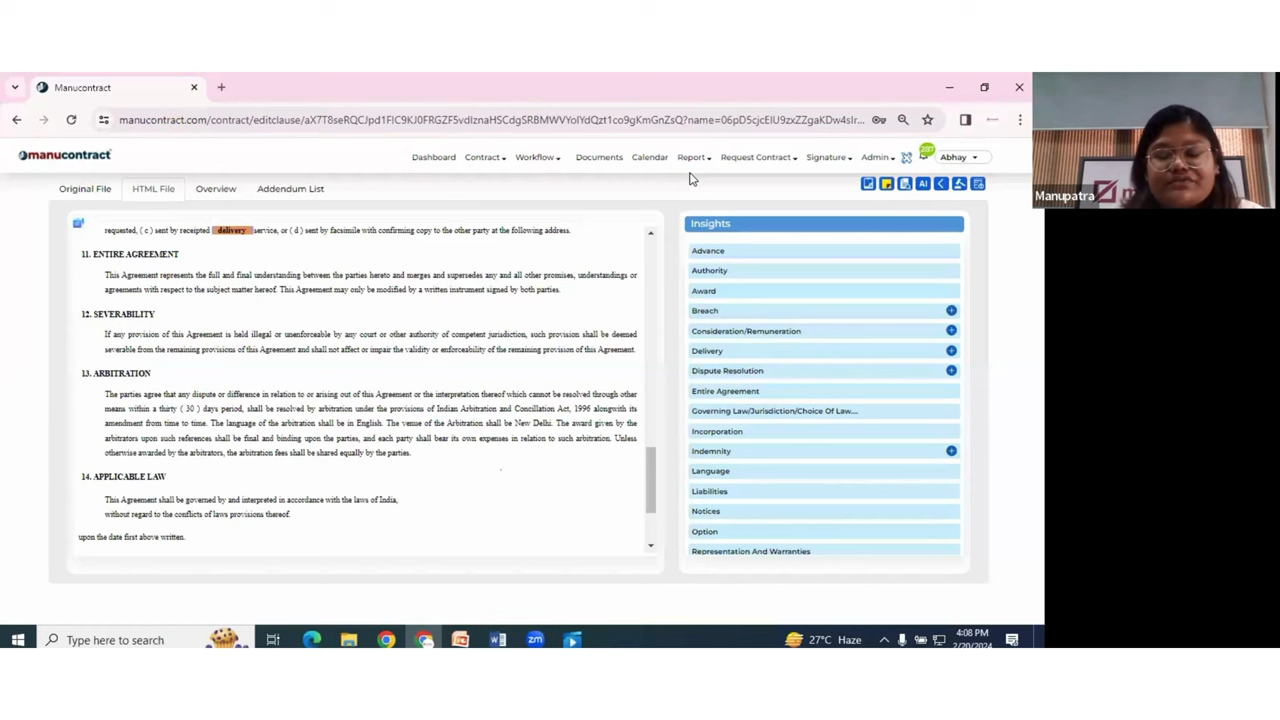 Manucontract
manucontract.com/contract/editclause/aX7T8seRQCJpd1FlC9KJ0FRGZF5vdIznaHSCdgSRBMWVYolYdQzt1co9gKmGnZsQ?name=06pD5cjcEIU9zxZZgaKDw4slr...
manucontract
Dashboard Contract Workflow Documents Calendar Report Request Contract Signature Admin 287 Abhay
Original File HTML File Overview Addendum List
AI
requested, ( c ) sent by receipted delivery service, or ( d ) sent by facsimile with confirming copy to the other party at the following address.
11. ENTIRE AGREEMENT
This Agreement represents the full and final understanding between the parties hereto and merges and supersedes any and all other promises, understandings or
agreements with respect to the subject matter hereof. This Agreement may only be modified by a written instrument signed by both parties.
12. SEVERABILITY
If any provision of this Agreement is held illegal or unenforceable by any court or other authority of competent jurisdiction, such provision shall be deemed
severable from the remaining provisions of this Agreement and shall not affect or impair the validity or enforceability of the remaining provision of this Agreement.
13. ARBITRATION
The parties agree that any dispute or difference in relation to or arising out of this Agreement or the interpretation thereof which cannot be resolved through other
means within a thirty ( 30 ) days period, shall be resolved by arbitration under the provisions of Indian Arbitration and Concillation Act, 1996 alongwith its
amendment from time to time. The language of the arbitration shall be in English. The venue of the Arbitration shall be New Delhi. The award given by the
arbitrators upon such references shall be final and binding upon the parties, and each party shall bear its own expenses in relation to such arbitration. Unless
otherwise awarded by the arbitrators, the arbitration fees shall be shared equally by the parties.
14. APPLICABLE LAW
This Agreement shall be governed by and interpreted in accordance with the laws of India,
without regard to the conflicts of laws provisions thereof.
upon the date first above written.
Insights
Advance
Authority
Award
Breach
Consideration/Remuneration
Delivery
Dispute Resolution
Entire Agreement
Governing Law/Jurisdiction/Choice Of Law....
Incorporation
Indemnity
Language
Liabilities
Notices
Option
Representation And Warranties
Manupatra
Type here to search
27°C Haze
4:08 PM
2/20/2024